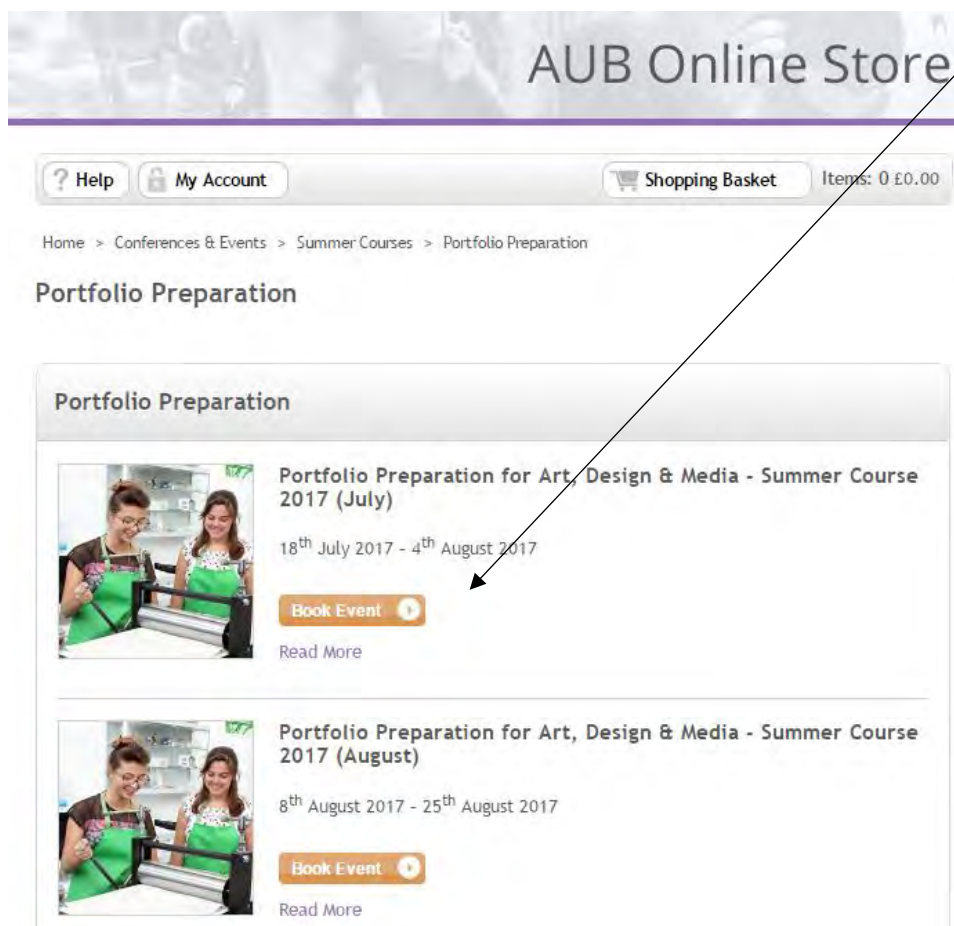 AUB Online Store
? Help My Account Shopping Basket Items: 0 £0.00
Home > Conferences & Events > Summer Courses > Portfolio Preparation
Portfolio Preparation
Portfolio Preparation
Portfolio Preparation for Art, Design & Media - Summer Course
2017 (July)
18th July 2017 - 4th August 2017
Book Event
Read More
Portfolio Preparation for Art, Design & Media - Summer Course
2017 (August)
8th August 2017 - 25th August 2017
Book Event
Read More